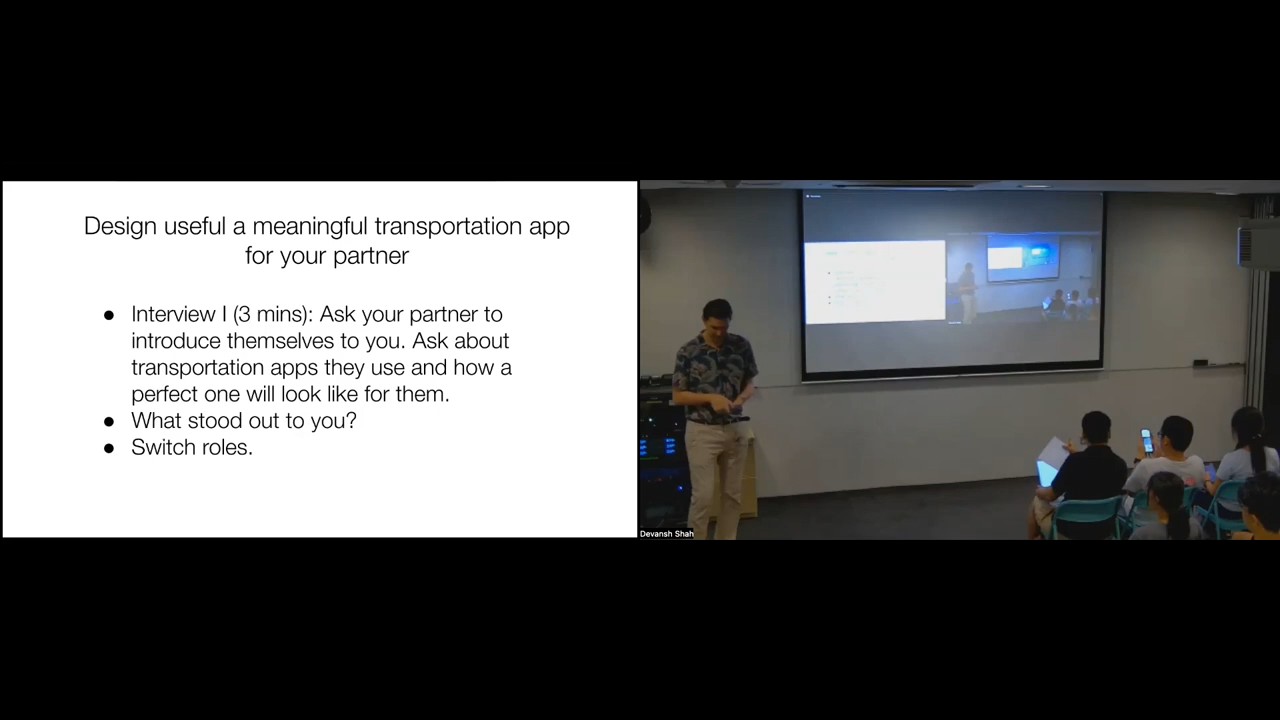 Design useful a meaningful transportation app
for your partner
● Interview I (3 mins): Ask your partner to
introduce themselves to you. Ask about
transportation apps they use and how a
perfect one will look like for them.
● What stood out to you?
● Switch roles.
Devansh Shah